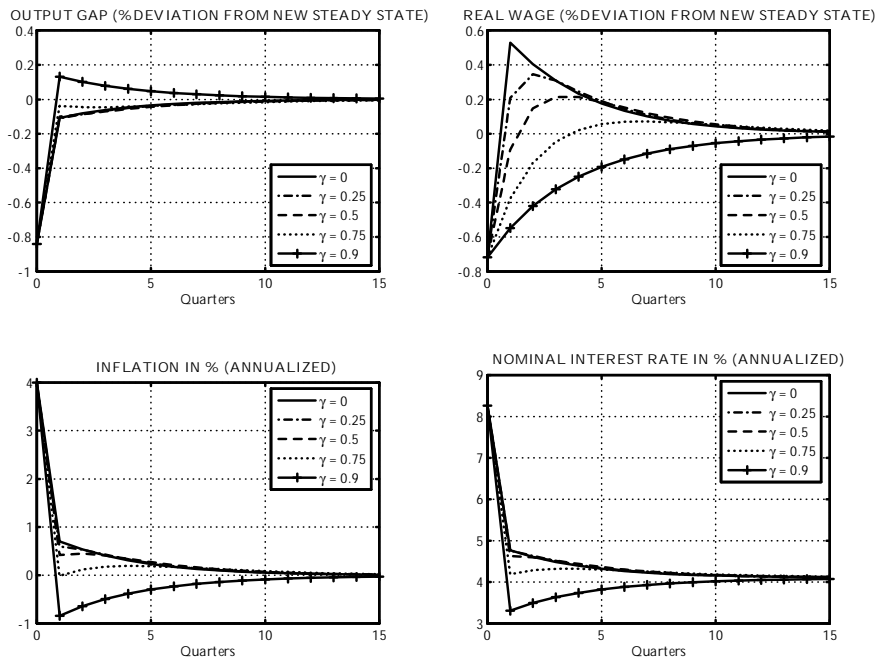 OUTPUT GAP (%DEVIATION FROM NEW STEADY STATE)
0.4
0.2
0
-0.2
-0.4
-0.6
-0.8
-1
0 5 10 15
Quarters
γ = 0
γ = 0.25
γ = 0.5
γ = 0.75
γ = 0.9
REAL WAGE (%DEVIATION FROM NEW STEADY STATE)
0.6
0.4
0.2
0
-0.2
-0.4
-0.6
-0.8
0 5 10 15
Quarters
γ = 0
γ = 0.25
γ = 0.5
γ = 0.75
γ = 0.9
INFLATION IN % (ANNUALIZED)
4
3
2
1
0
-1
0 5 10 15
Quarters
γ = 0
γ = 0.25
γ = 0.5
γ = 0.75
γ = 0.9
NOMINAL INTEREST RATE IN % (ANNUALIZED)
9
8
7
6
5
4
3
0 5 10 15
Quarters
γ = 0
γ = 0.25
γ = 0.5
γ = 0.75
γ = 0.9